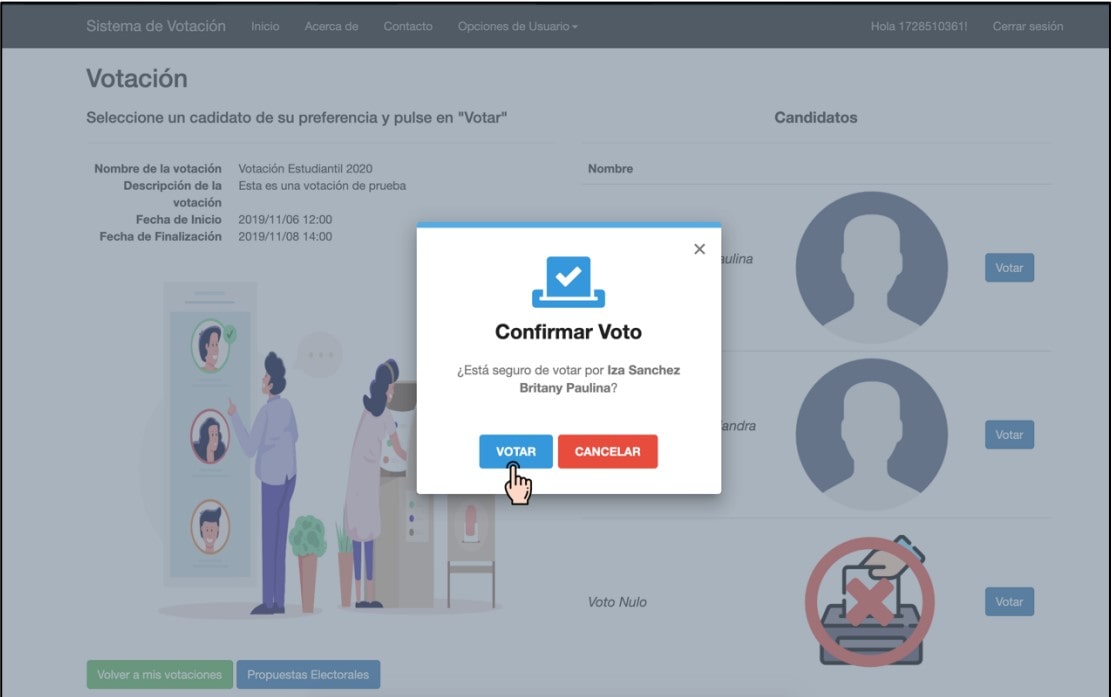 Sistema de Votación Inicio Acerca de Contacto Opciones de Usuario Hola 1728510361! Cerrar sesión
Votación
Seleccione un cadidato de su preferencia y pulse en "Votar"
Nombre de la votación Votación Estudiantil 2020
Descripción de la Esta es una votación de prueba
votación
Fecha de Inicio 2019/11/06 12:00
Fecha de Finalización 2019/11/08 14:00
Candidatos
Nombre
aulina
Votar
andra
Votar
Voto Nulo
Votar
Confirmar Voto
¿Está seguro de votar por Iza Sanchez
Britany Paulina?
VOTAR CANCELAR
Volver a mis votaciones Propuestas Electorales